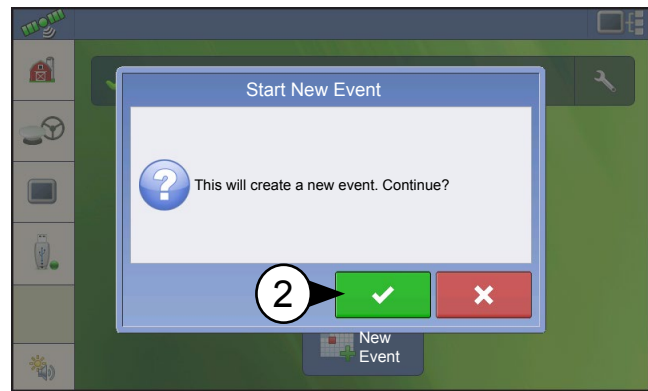 Start New Event
This will create a new event. Continue?
2
New
Event